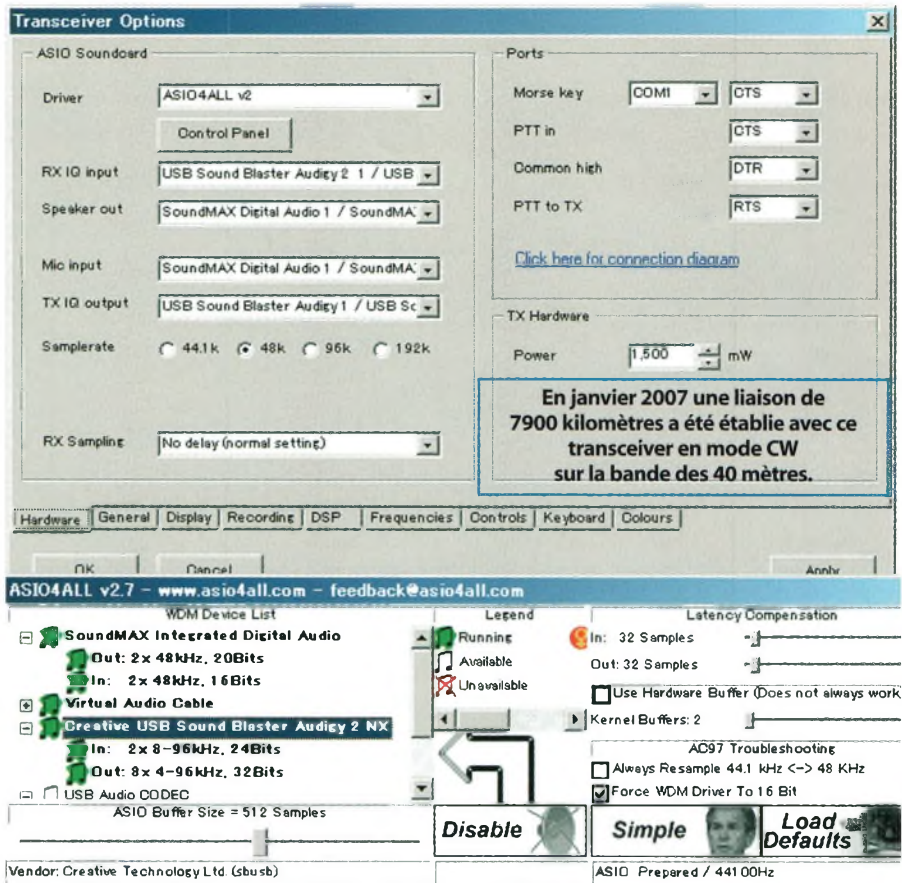 Transceiver Options
ASIO Soundcard
Driver
ASIO4ALL v2
Control Panel
RX IQ input
USB Sound Blaster Audigy 2 1 / USB
Speaker out
SoundMAX Digital Audio 1 / SoundMA
Mic input
SoundMAX Digital Audio 1 / SoundMA
TX IQ output
USB Sound Blaster Audigy 1 / USB Sc
Samplerate
44.1k 48k 96k 192k
RX Sampling
No delay (normal setting)
Ports
Morse key
COM1
CTS
PTT in
CTS
Common high
DTR
PTT to TX
RTS
Click here for connection diagram
TX Hardware
Power
1,500
mW
En janvier 2007 une liaison de
7900 kilomètres a été établie avec ce
transceiver en mode CW
sur la bande des 40 mètres.
Hardware General Display Recording DSP Frequencies Controls Keyboard Colours
OK
Cancel
Apply
ASIO4ALL v2.7 - www.asio4all.com - feedback@asio4all.com
WDM Device List
SoundMAX Integrated Digital Audio
Out: 2x 48kHz, 20Bits
In: 2x 48kHz, 16Bits
Virtual Audio Cable
Creative USB Sound Blaster Audigy 2 NX
In: 2x 8-96kHz, 24Bits
Out: 8x 4-96kHz, 32Bits
USB Audio CODEC
ASIO Buffer Size = 512 Samples
Legend
Running
Available
Unavailable
Latency Compensation
In: 32 Samples
Out: 32 Samples
Use Hardware Buffer (Does not always work
Kernel Buffers: 2
AC97 Troubleshooting
Always Resample 44.1 kHz <-> 48 KHz
Force WDM Driver To 16 Bit
Disable
Simple
Load
Defaults
Vendor: Creative Technology Ltd. (sbusb)
ASIO Prepared / 44100Hz